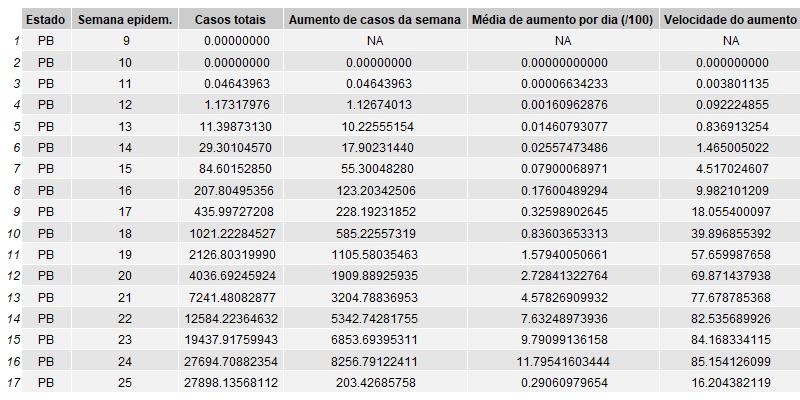 Estado Semana epidem. Casos totais Aumento de casos da semana Média de aumento por dia (/100) Velocidade do aumento
1 PB 9 0.00000000 NA NA NA
2 PB 10 0.00000000 0.00000000 0.00000000000 0.000000000
3 PB 11 0.04643963 0.04643963 0.00006634233 0.003801135
4 PB 12 1.17317976 1.12674013 0.00160962876 0.092224855
5 PB 13 11.39873130 10.22555154 0.01460793077 0.836913254
6 PB 14 29.30104570 17.90231440 0.02557473486 1.465005022
7 PB 15 84.60152850 55.30048280 0.07900068971 4.517024607
8 PB 16 207.80495356 123.20342506 0.17600489294 9.982101209
9 PB 17 435.99727208 228.19231852 0.32598902645 18.055400097
10 PB 18 1021.22284527 585.22557319 0.83603653313 39.896855392
11 PB 19 2126.80319990 1105.58035463 1.57940050661 57.659987658
12 PB 20 4036.69245924 1909.88925935 2.72841322764 69.871437938
13 PB 21 7241.48082877 3204.78836953 4.57826909932 77.678785368
14 PB 22 12584.22364632 5342.74281755 7.63248973936 82.535689926
15 PB 23 19437.91759943 6853.69395311 9.79099136158 84.168334115
16 PB 24 27694.70882354 8256.79122411 11.79541603444 85.154126099
17 PB 25 27898.13568112 203.42685758 0.29060979654 16.204382119